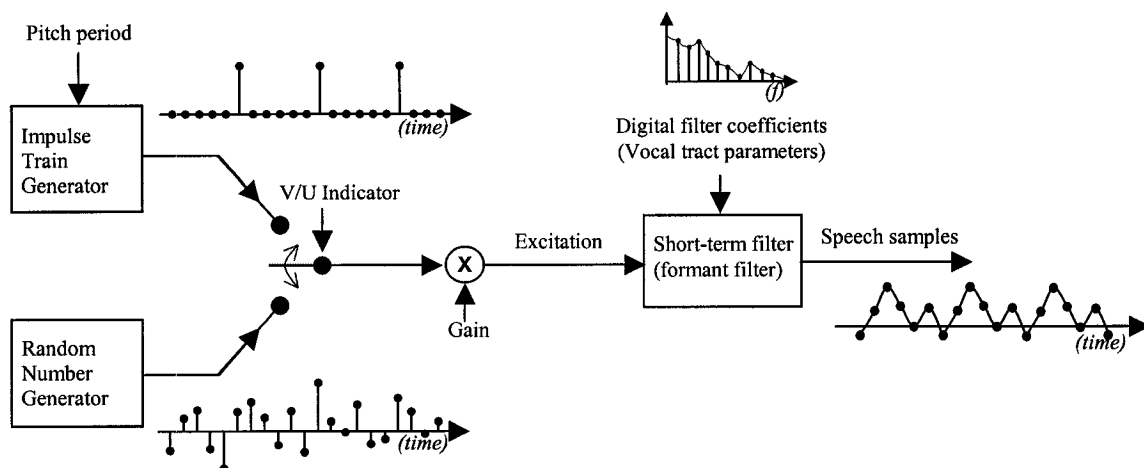 Pitch period
Impulse
Train
Generator
(time)
V/U Indicator
Random
Number
Generator
(time)
X
Gain
Excitation
(f)
Digital filter coefficients
(Vocal tract parameters)
Short-term filter
(formant filter)
Speech samples
(time)